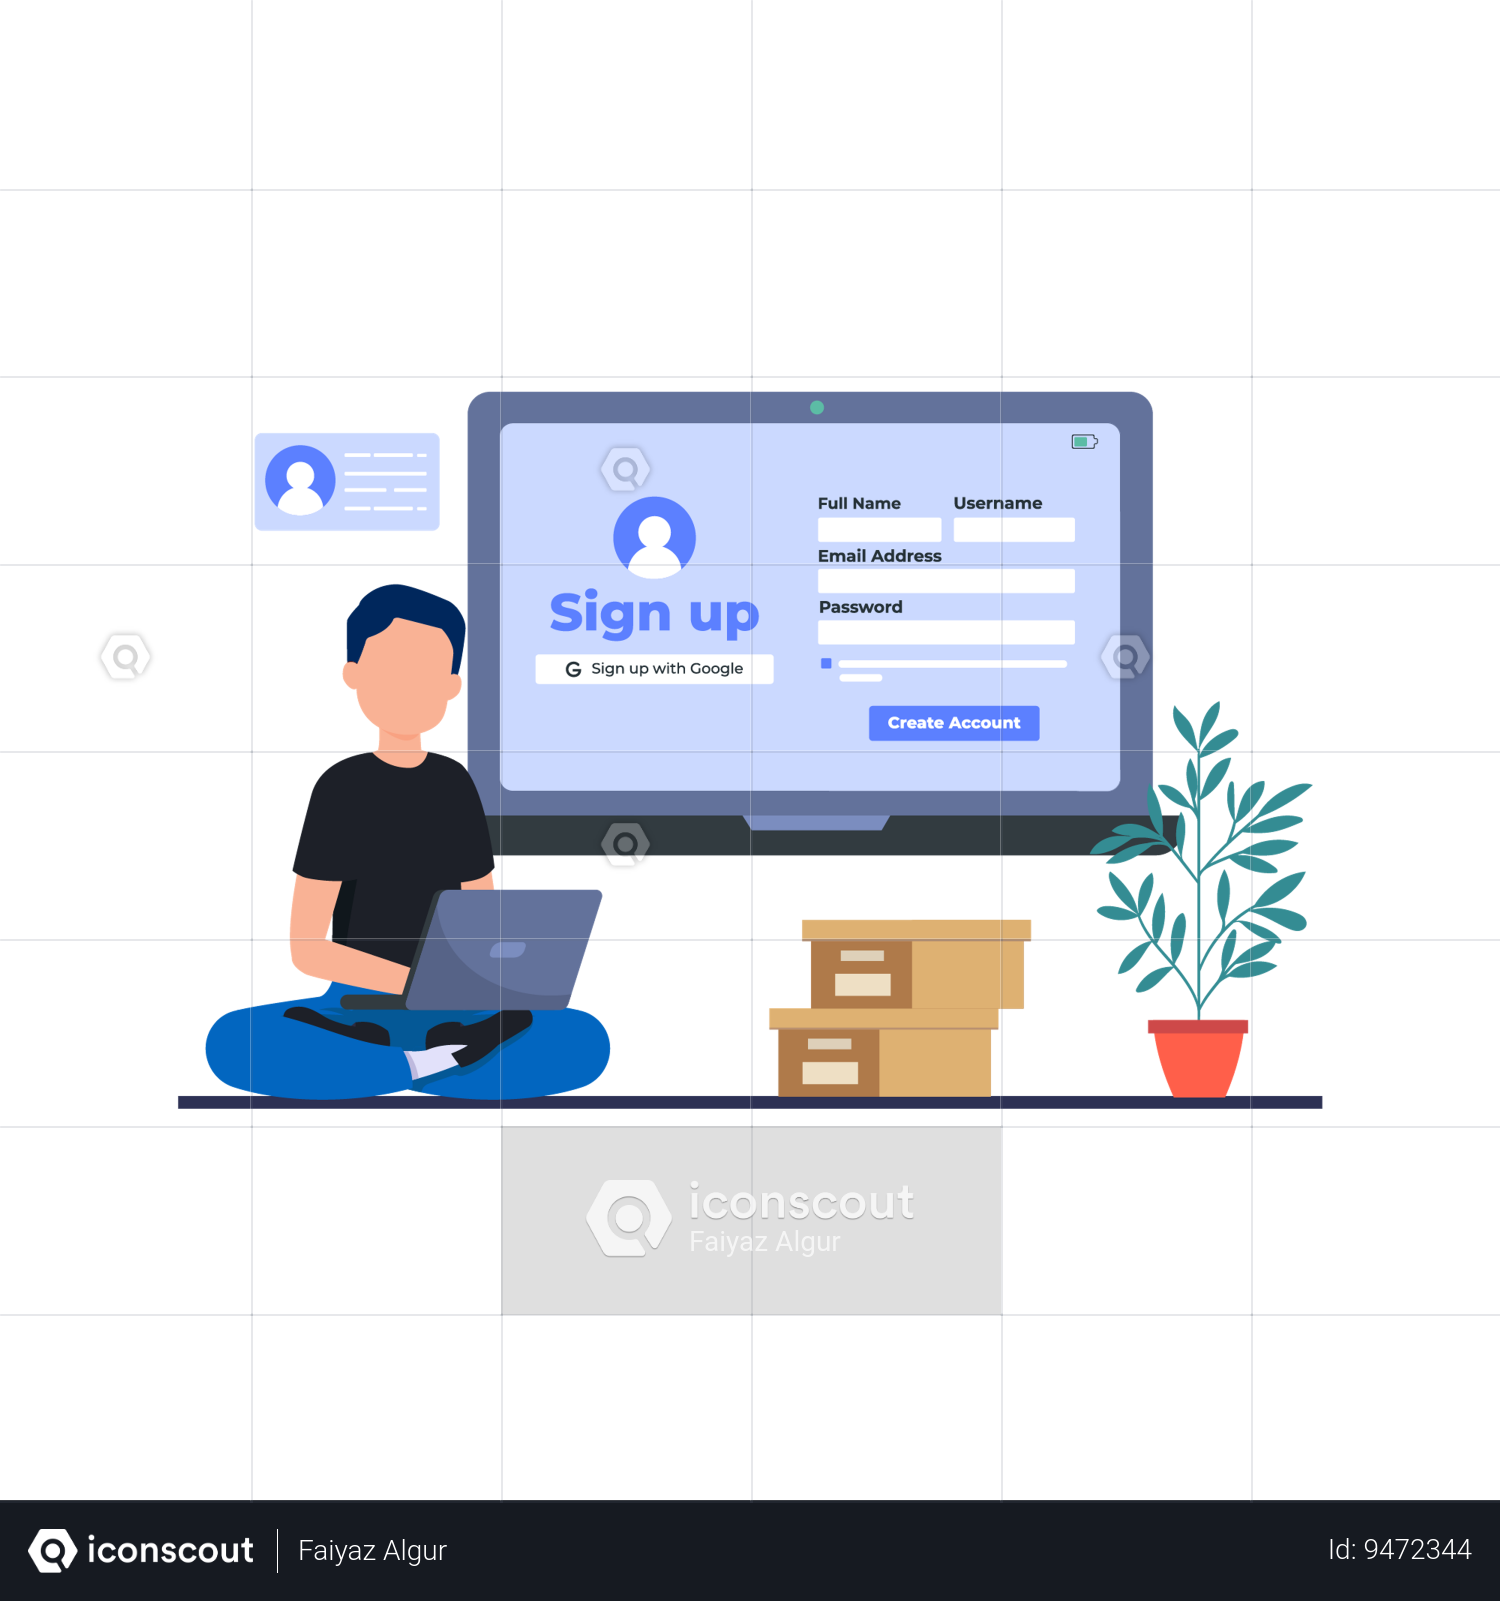 Full Name
Username
Email Address
Password
Sign up
G Sign up with Google
Create Account
iconscout
Faiyaz Algur
iconscout
Faiyaz Algur
Id: 9472344